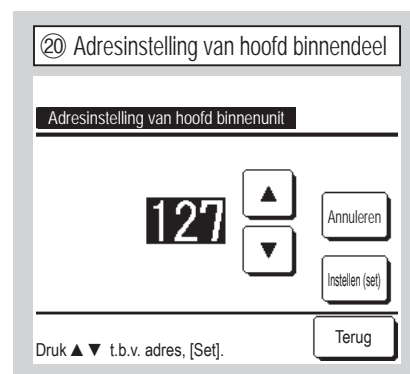 ⑳ Adresinstelling van hoofd binnendeel
Adresinstelling van hoofd binnenunit
127
▲
▼
Annuleren
Instellen (set)
Druk ▲ ▼ t.b.v. adres, [Set].
Terug